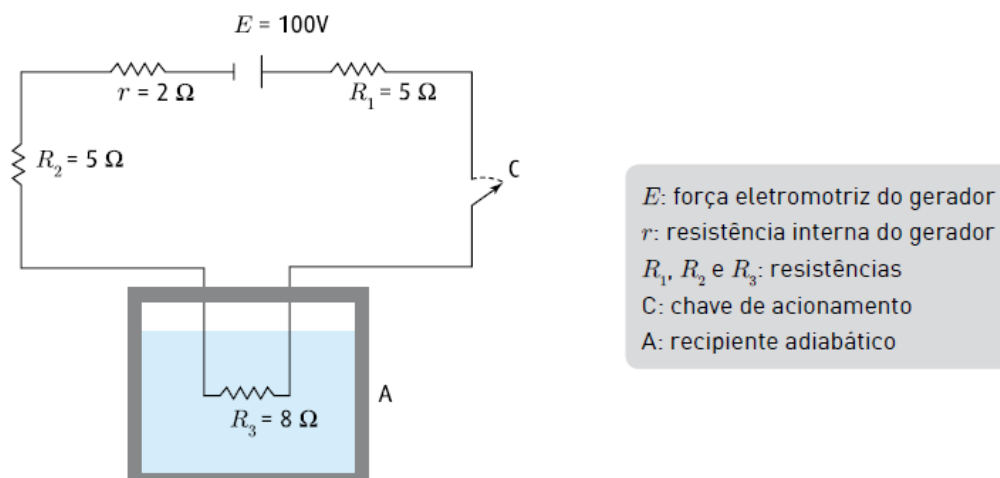 E = 100V
r = 2 Ω
R₁ = 5 Ω
R₂ = 5 Ω
C
A
R₃ = 8 Ω
E: força eletromotriz do gerador
r: resistência interna do gerador
R₁, R₂ e R₃: resistências
C: chave de acionamento
A: recipiente adiabático